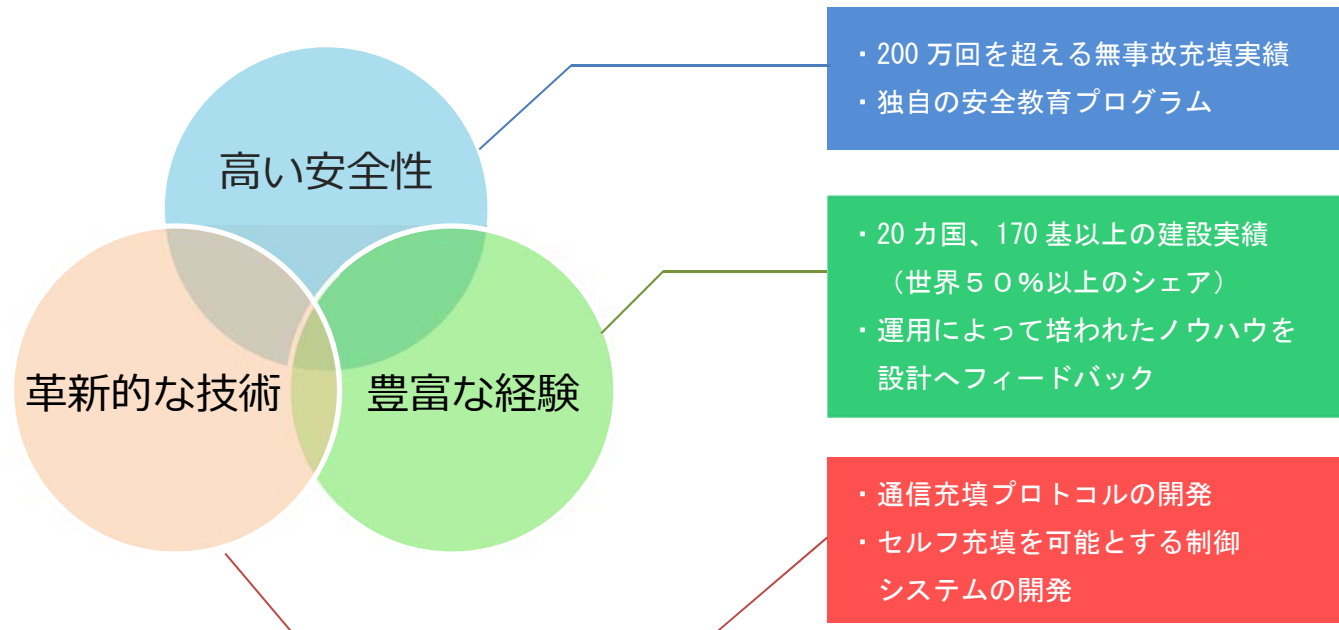 高い安全性
革新的な技術
豊富な経験
・200 万回を超える無事故充填実績
・独自の安全教育プログラム
・20 カ国、170 基以上の建設実績
（世界５０％以上のシェア）
・運用によって培われたノウハウを
設計へフィードバック
・通信充填プロトコルの開発
・セルフ充填を可能とする制御
システムの開発